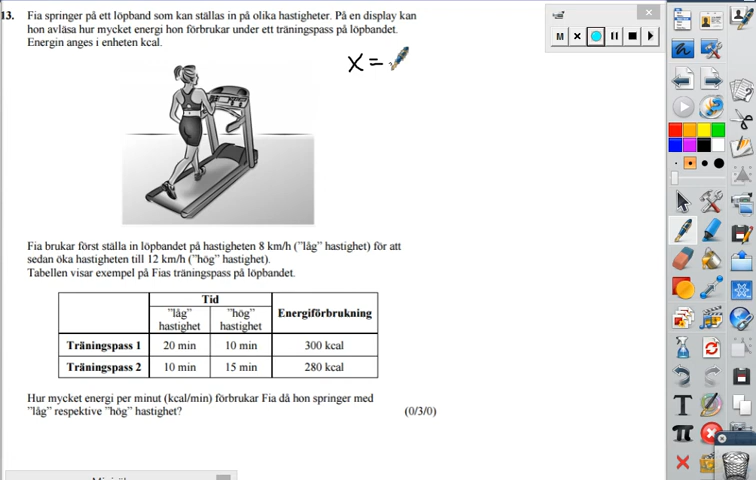 13. Fia springer på ett löpband som kan ställas in på olika hastigheter. På en display kan
hon avläsa hur mycket energi hon förbrukar under ett träningspass på löpbandet.
Energin anges i enheten kcal.
x =
Fia brukar först ställa in löpbandet på hastigheten 8 km/h ("låg" hastighet) för att
sedan öka hastigheten till 12 km/h ("hög" hastighet).
Tabellen visar exempel på Fias träningspass på löpbandet.
Tid
"låg" hastighet "hög" hastighet Energiförbrukning
Träningspass 1 20 min 10 min 300 kcal
Träningspass 2 10 min 15 min 280 kcal
Hur mycket energi per minut (kcal/min) förbrukar Fia då hon springer med
"låg" respektive "hög" hastighet? (0/3/0)